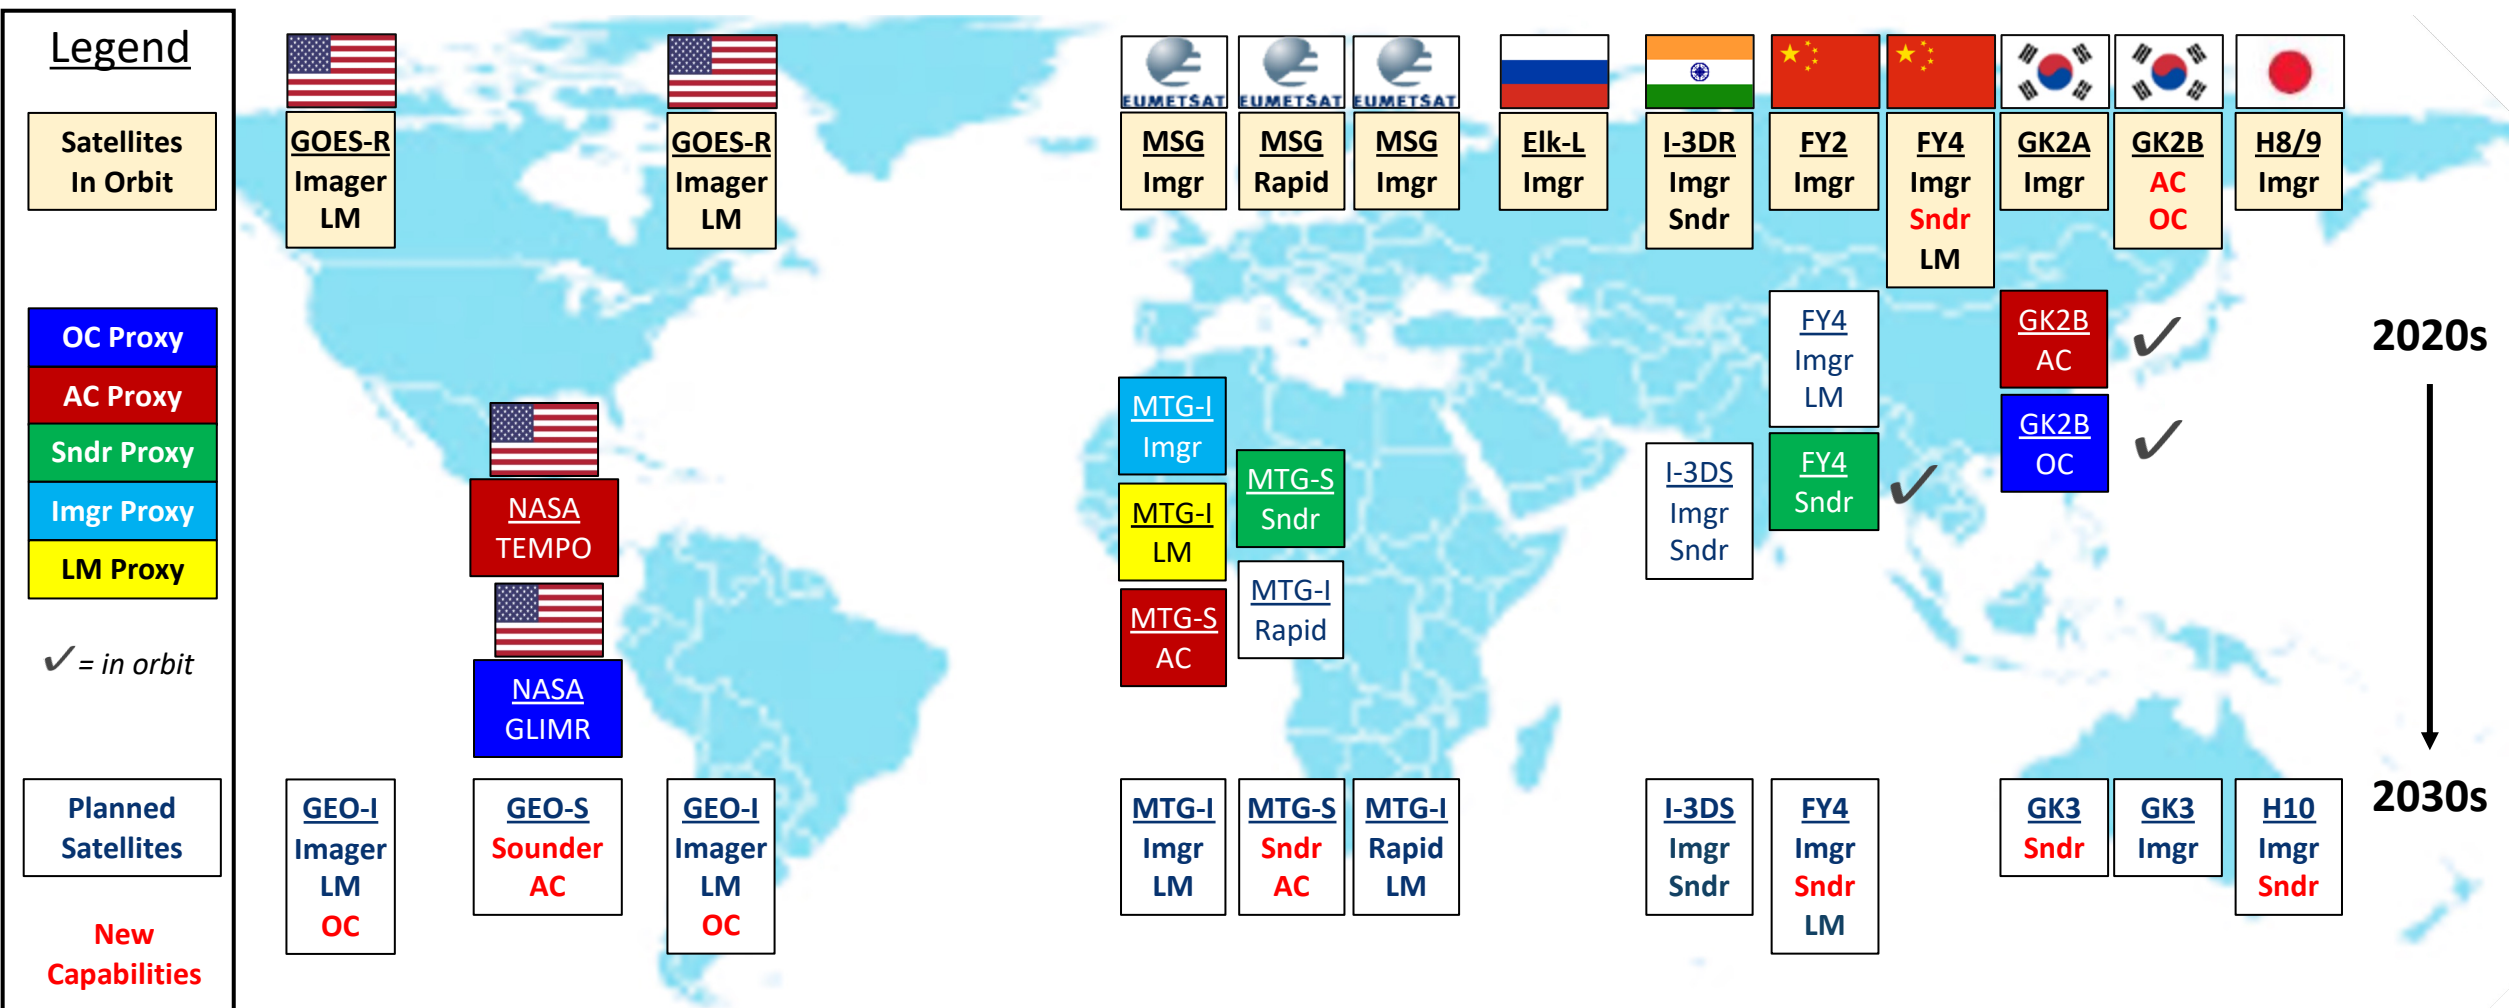 Legend
Satellites
In Orbit
OC Proxy
AC Proxy
Sndr Proxy
Imgr Proxy
LM Proxy
✓ = in orbit
Planned
Satellites
New
Capabilities
GOES-R
Imager
LM
GOES-R
Imager
LM
EUMETSAT
MSG
Imgr
EUMETSAT
MSG
Rapid
EUMETSAT
MSG
Imgr
Elk-L
Imgr
I-3DR
Imgr
Sndr
FY2
Imgr
FY4
Imgr
Sndr
LM
GK2A
Imgr
GK2B
AC
OC
H8/9
Imgr
NASA
TEMPO
NASA
GLIMR
MTG-I
Imgr
MTG-I
LM
MTG-S
AC
MTG-S
Sndr
MTG-I
Rapid
I-3DS
Imgr
Sndr
FY4
Imgr
LM
FY4
Sndr
✓
GK2B
AC
✓
GK2B
OC
✓
2020s
2030s
GEO-I
Imager
LM
OC
GEO-S
Sounder
AC
GEO-I
Imager
LM
OC
MTG-I
Imgr
LM
MTG-S
Sndr
AC
MTG-I
Rapid
LM
I-3DS
Imgr
Sndr
FY4
Imgr
Sndr
LM
GK3
Sndr
GK3
Imgr
H10
Imgr
Sndr